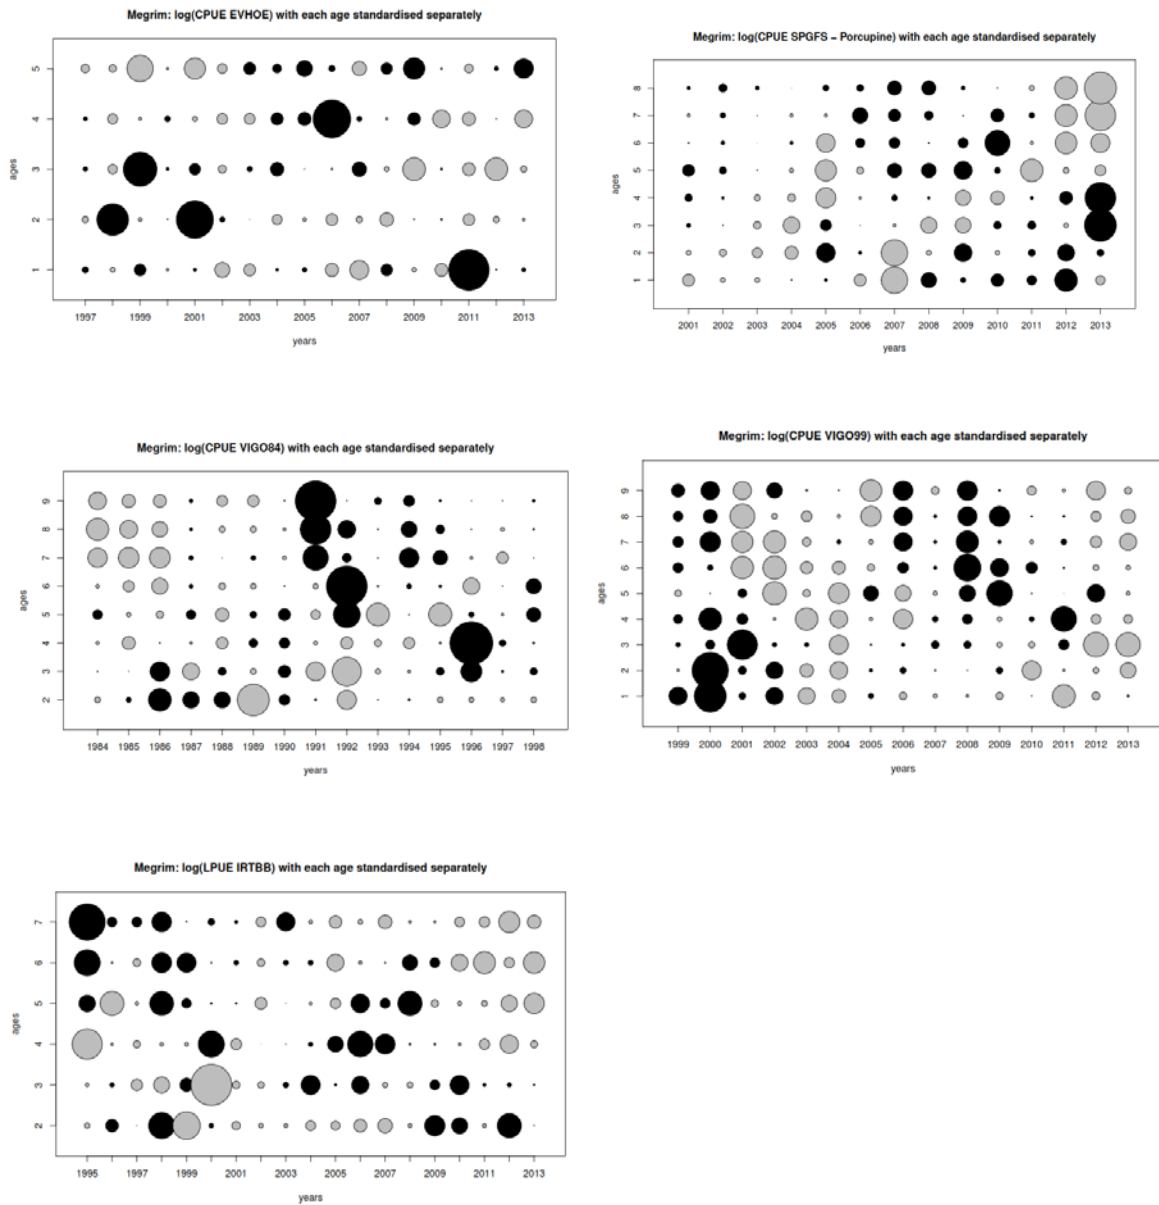 Megrim: log(CPUE EVHOE) with each age standardised separately
ages
5
4
3
2
1
1997 1999 2001 2003 2005 2007 2009 2011 2013
years
Megrim: log(CPUE SPGFS – Porcupine) with each age standardised separately
ages
8
7
6
5
4
3
2
1
2001 2002 2003 2004 2005 2006 2007 2008 2009 2010 2011 2012 2013
years
Megrim: log(CPUE VIGO84) with each age standardised separately
ages
9
8
7
6
5
4
3
2
1984 1985 1986 1987 1988 1989 1990 1991 1992 1993 1994 1995 1996 1997 1998
years
Megrim: log(CPUE VIGO99) with each age standardised separately
ages
9
8
7
6
5
4
3
2
1
1999 2000 2001 2002 2003 2004 2005 2006 2007 2008 2009 2010 2011 2012 2013
years
Megrim: log(LPUE IRTBB) with each age standardised separately
ages
7
6
5
4
3
2
1995 1997 1999 2001 2003 2005 2007 2009 2011 2013
years